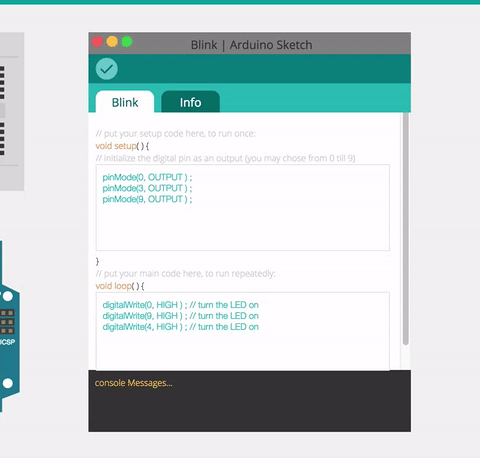 Blink | Arduino Sketch
Blink Info
// put your setup code here, to run once:
void setup( ) {
// initialize the digital pin as an output (you may chose from 0 till 9)
pinMode(0, OUTPUT ) ;
pinMode(3, OUTPUT ) ;
pinMode(9, OUTPUT ) ;
}
// put your main code here, to run repeatedly:
void loop( ) {
digitalWrite(0, HIGH ) ; // turn the LED on
digitalWrite(9, HIGH ) ; // turn the LED on
digitalWrite(4, HIGH ) ; // turn the LED on
ICSP
console Messages...